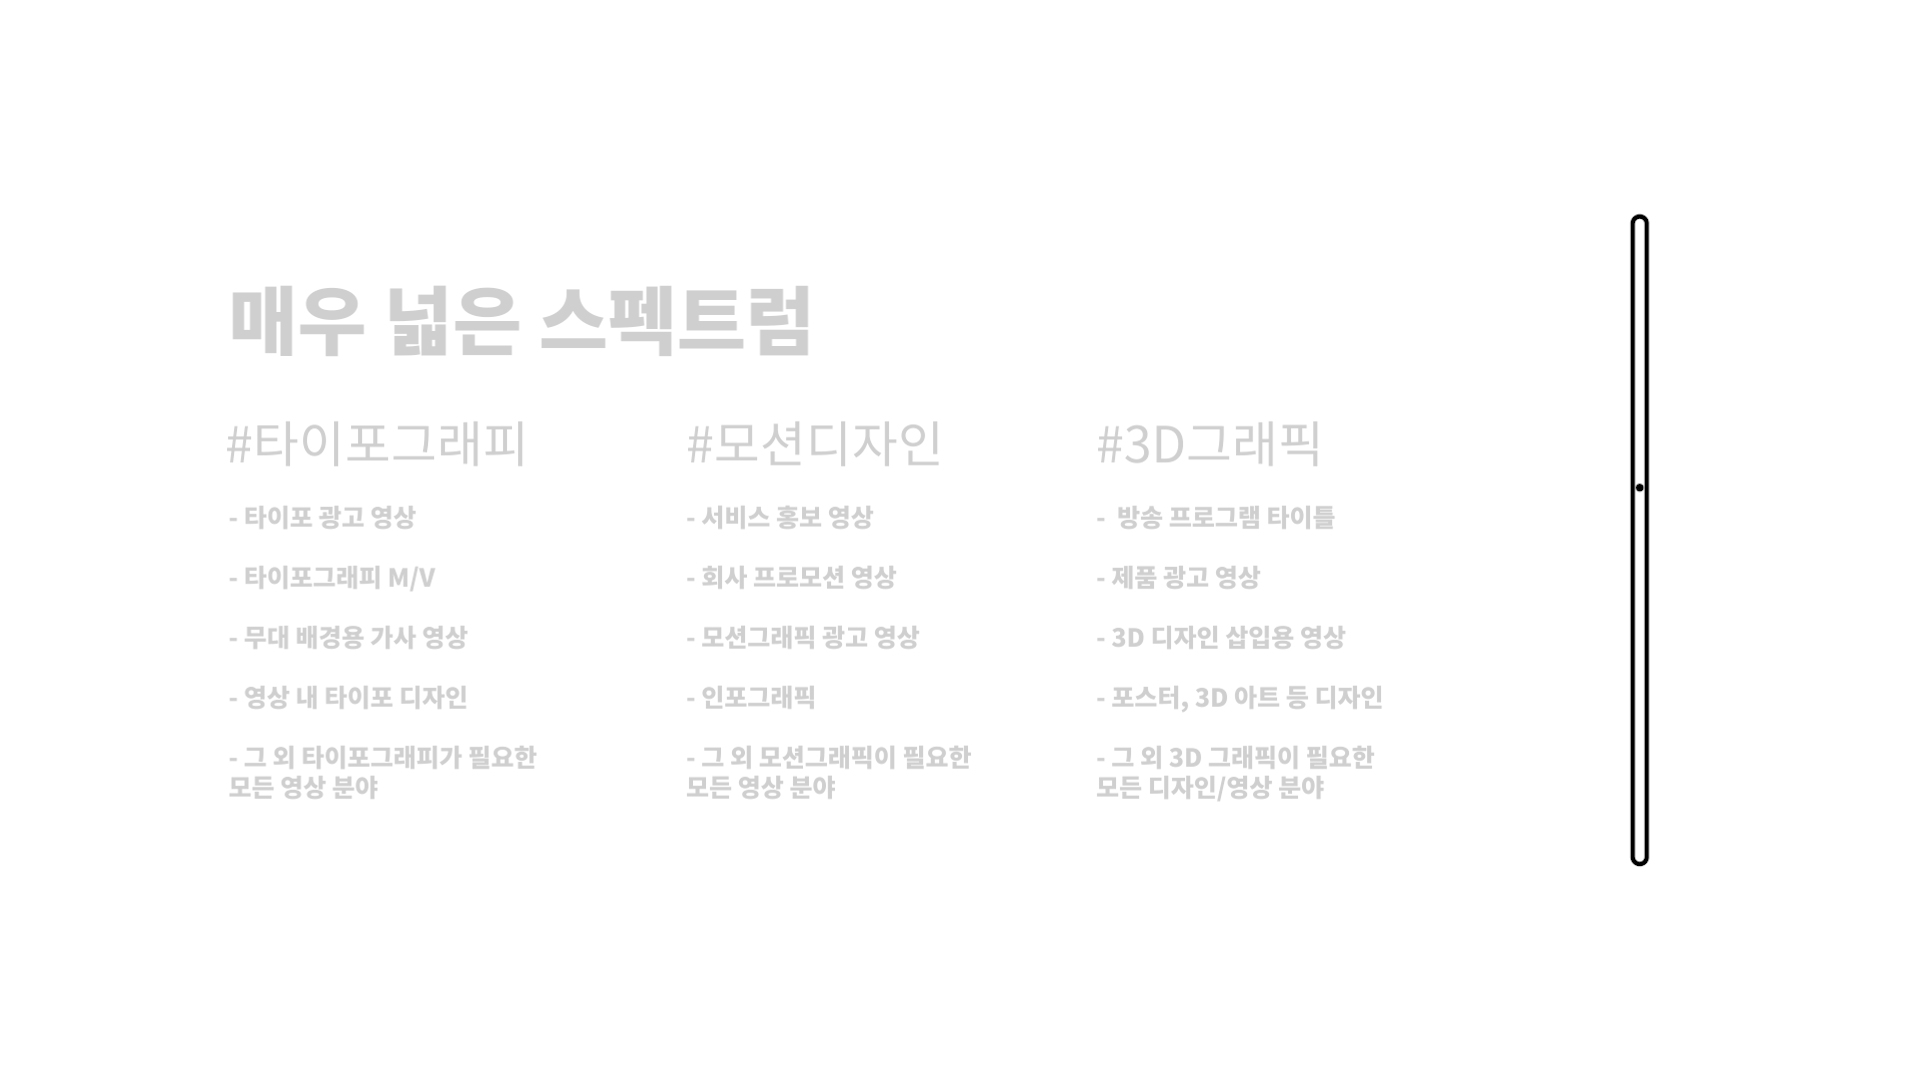 매우 넓은 스펙트럼
#타이포그래피
- 타이포 광고 영상
- 타이포그래피 M/V
- 무대 배경용 가사 영상
- 영상 내 타이포 디자인
- 그 외 타이포그래피가 필요한
모든 영상 분야
#모션디자인
- 서비스 홍보 영상
- 회사 프로모션 영상
- 모션그래픽 광고 영상
- 인포그래픽
- 그 외 모션그래픽이 필요한
모든 영상 분야
#3D그래픽
- 방송 프로그램 타이틀
- 제품 광고 영상
- 3D 디자인 삽입용 영상
- 포스터, 3D 아트 등 디자인
- 그 외 3D 그래픽이 필요한
모든 디자인/영상 분야